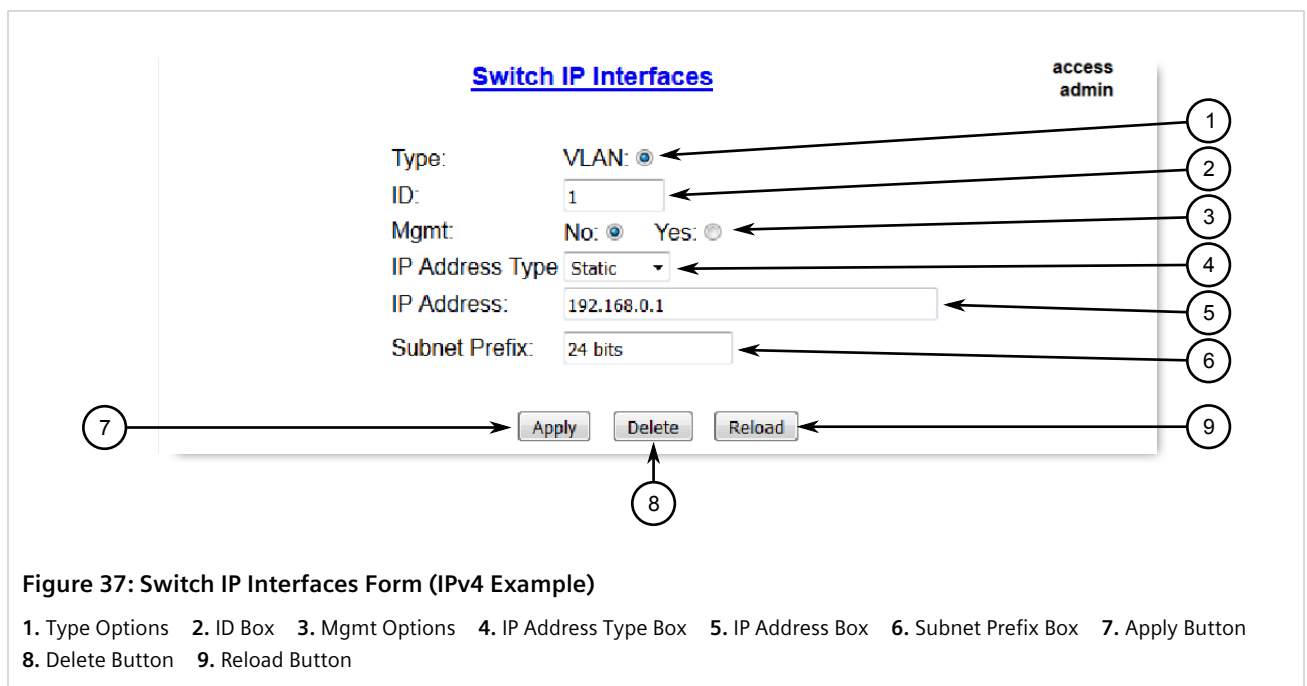 Switch IP Interfaces
access
admin
1
Type: VLAN:
2
ID: 1
3
Mgmt: No: Yes:
4
IP Address Type Static
IP Address: 192.168.0.1
5
Subnet Prefix: 24 bits
6
7
Apply Delete Reload
9
8
Figure 37: Switch IP Interfaces Form (IPv4 Example)
1. Type Options 2. ID Box 3. Mgmt Options 4. IP Address Type Box 5. IP Address Box 6. Subnet Prefix Box 7. Apply Button
8. Delete Button 9. Reload Button